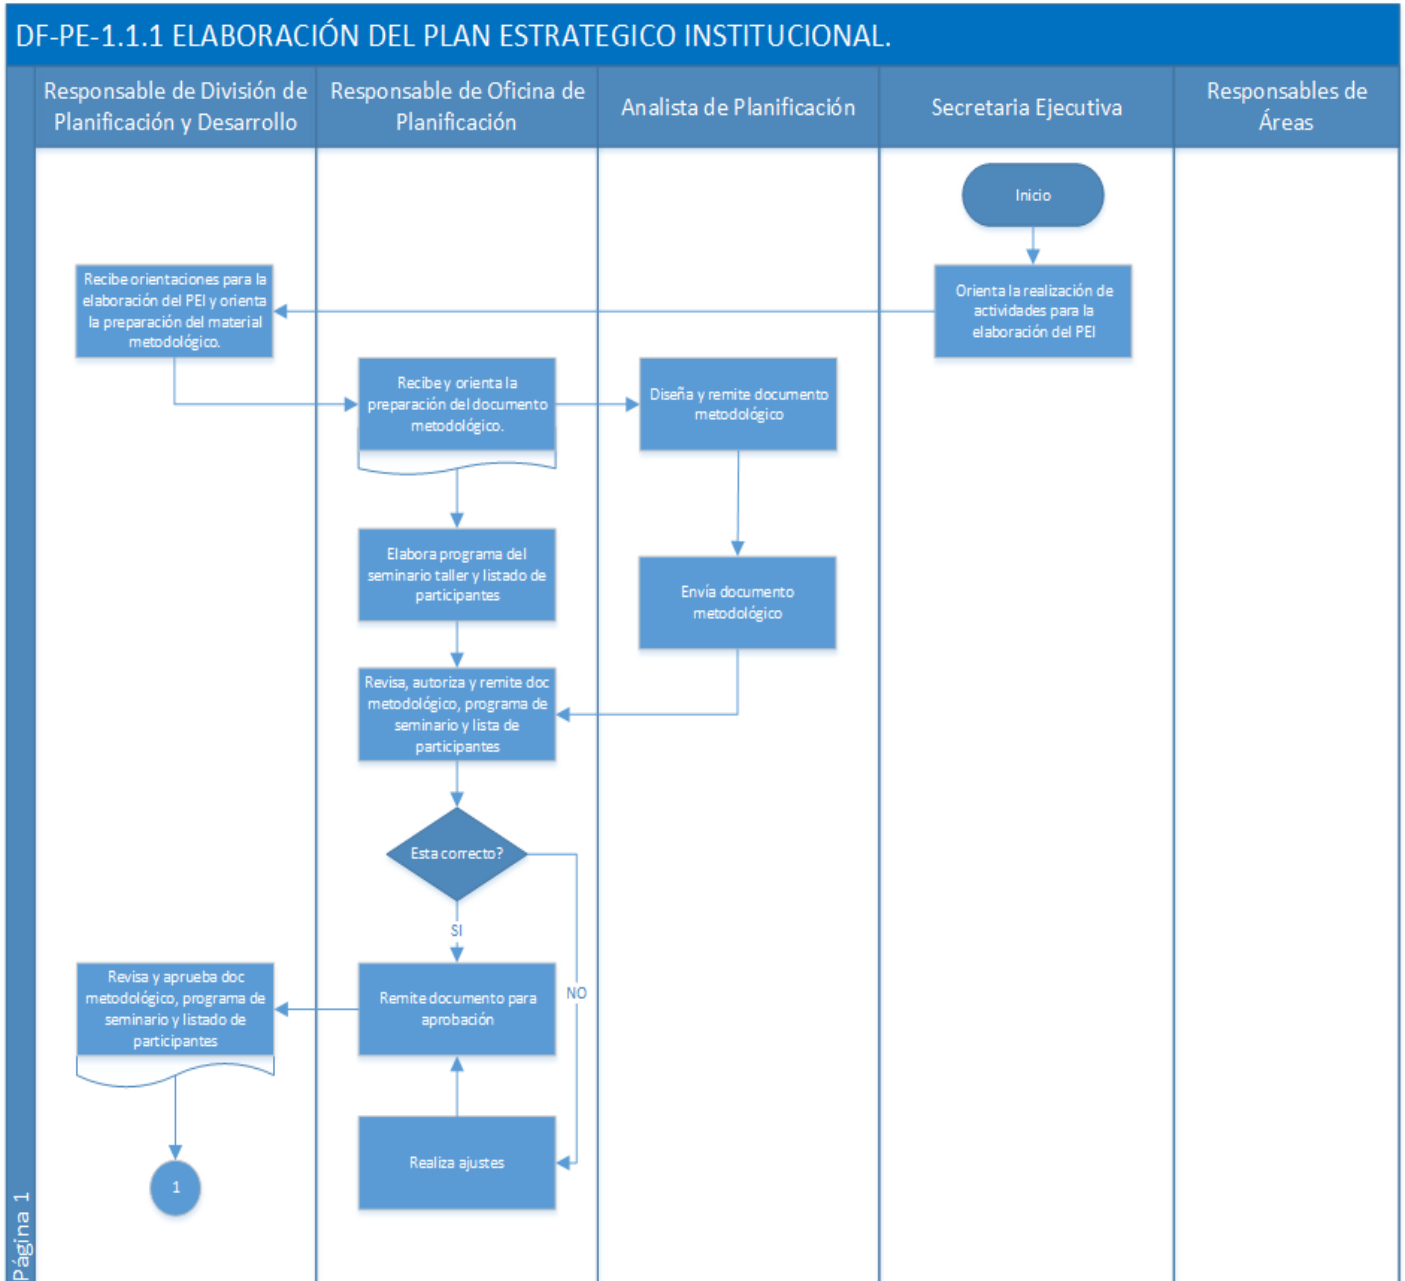 DF-PE-1.1.1 ELABORACIÓN DEL PLAN ESTRATEGICO INSTITUCIONAL.
Responsable de División de
Planificación y Desarrollo
Responsable de Oficina de
Planificación
Analista de Planificación
Secretaria Ejecutiva
Responsables de
Áreas
Inicio
Orienta la realización de
actividades para la
elaboración del PEI
Recibe orientaciones para la
elaboración del PEI y orienta
la preparación del material
metodológico.
Recibe y orienta la
preparación del documento
metodológico.
Diseña y remite documento
metodológico
Elabora programa del
seminario taller y listado de
participantes
Envía documento
metodológico
Revisa, autoriza y remite doc
metodológico, programa de
seminario y lista de
participantes
Esta correcto?
SI
NO
Remite documento para
aprobación
Revisa y aprueba doc
metodológico, programa de
seminario y listado de
participantes
Realiza ajustes
1
Página 1